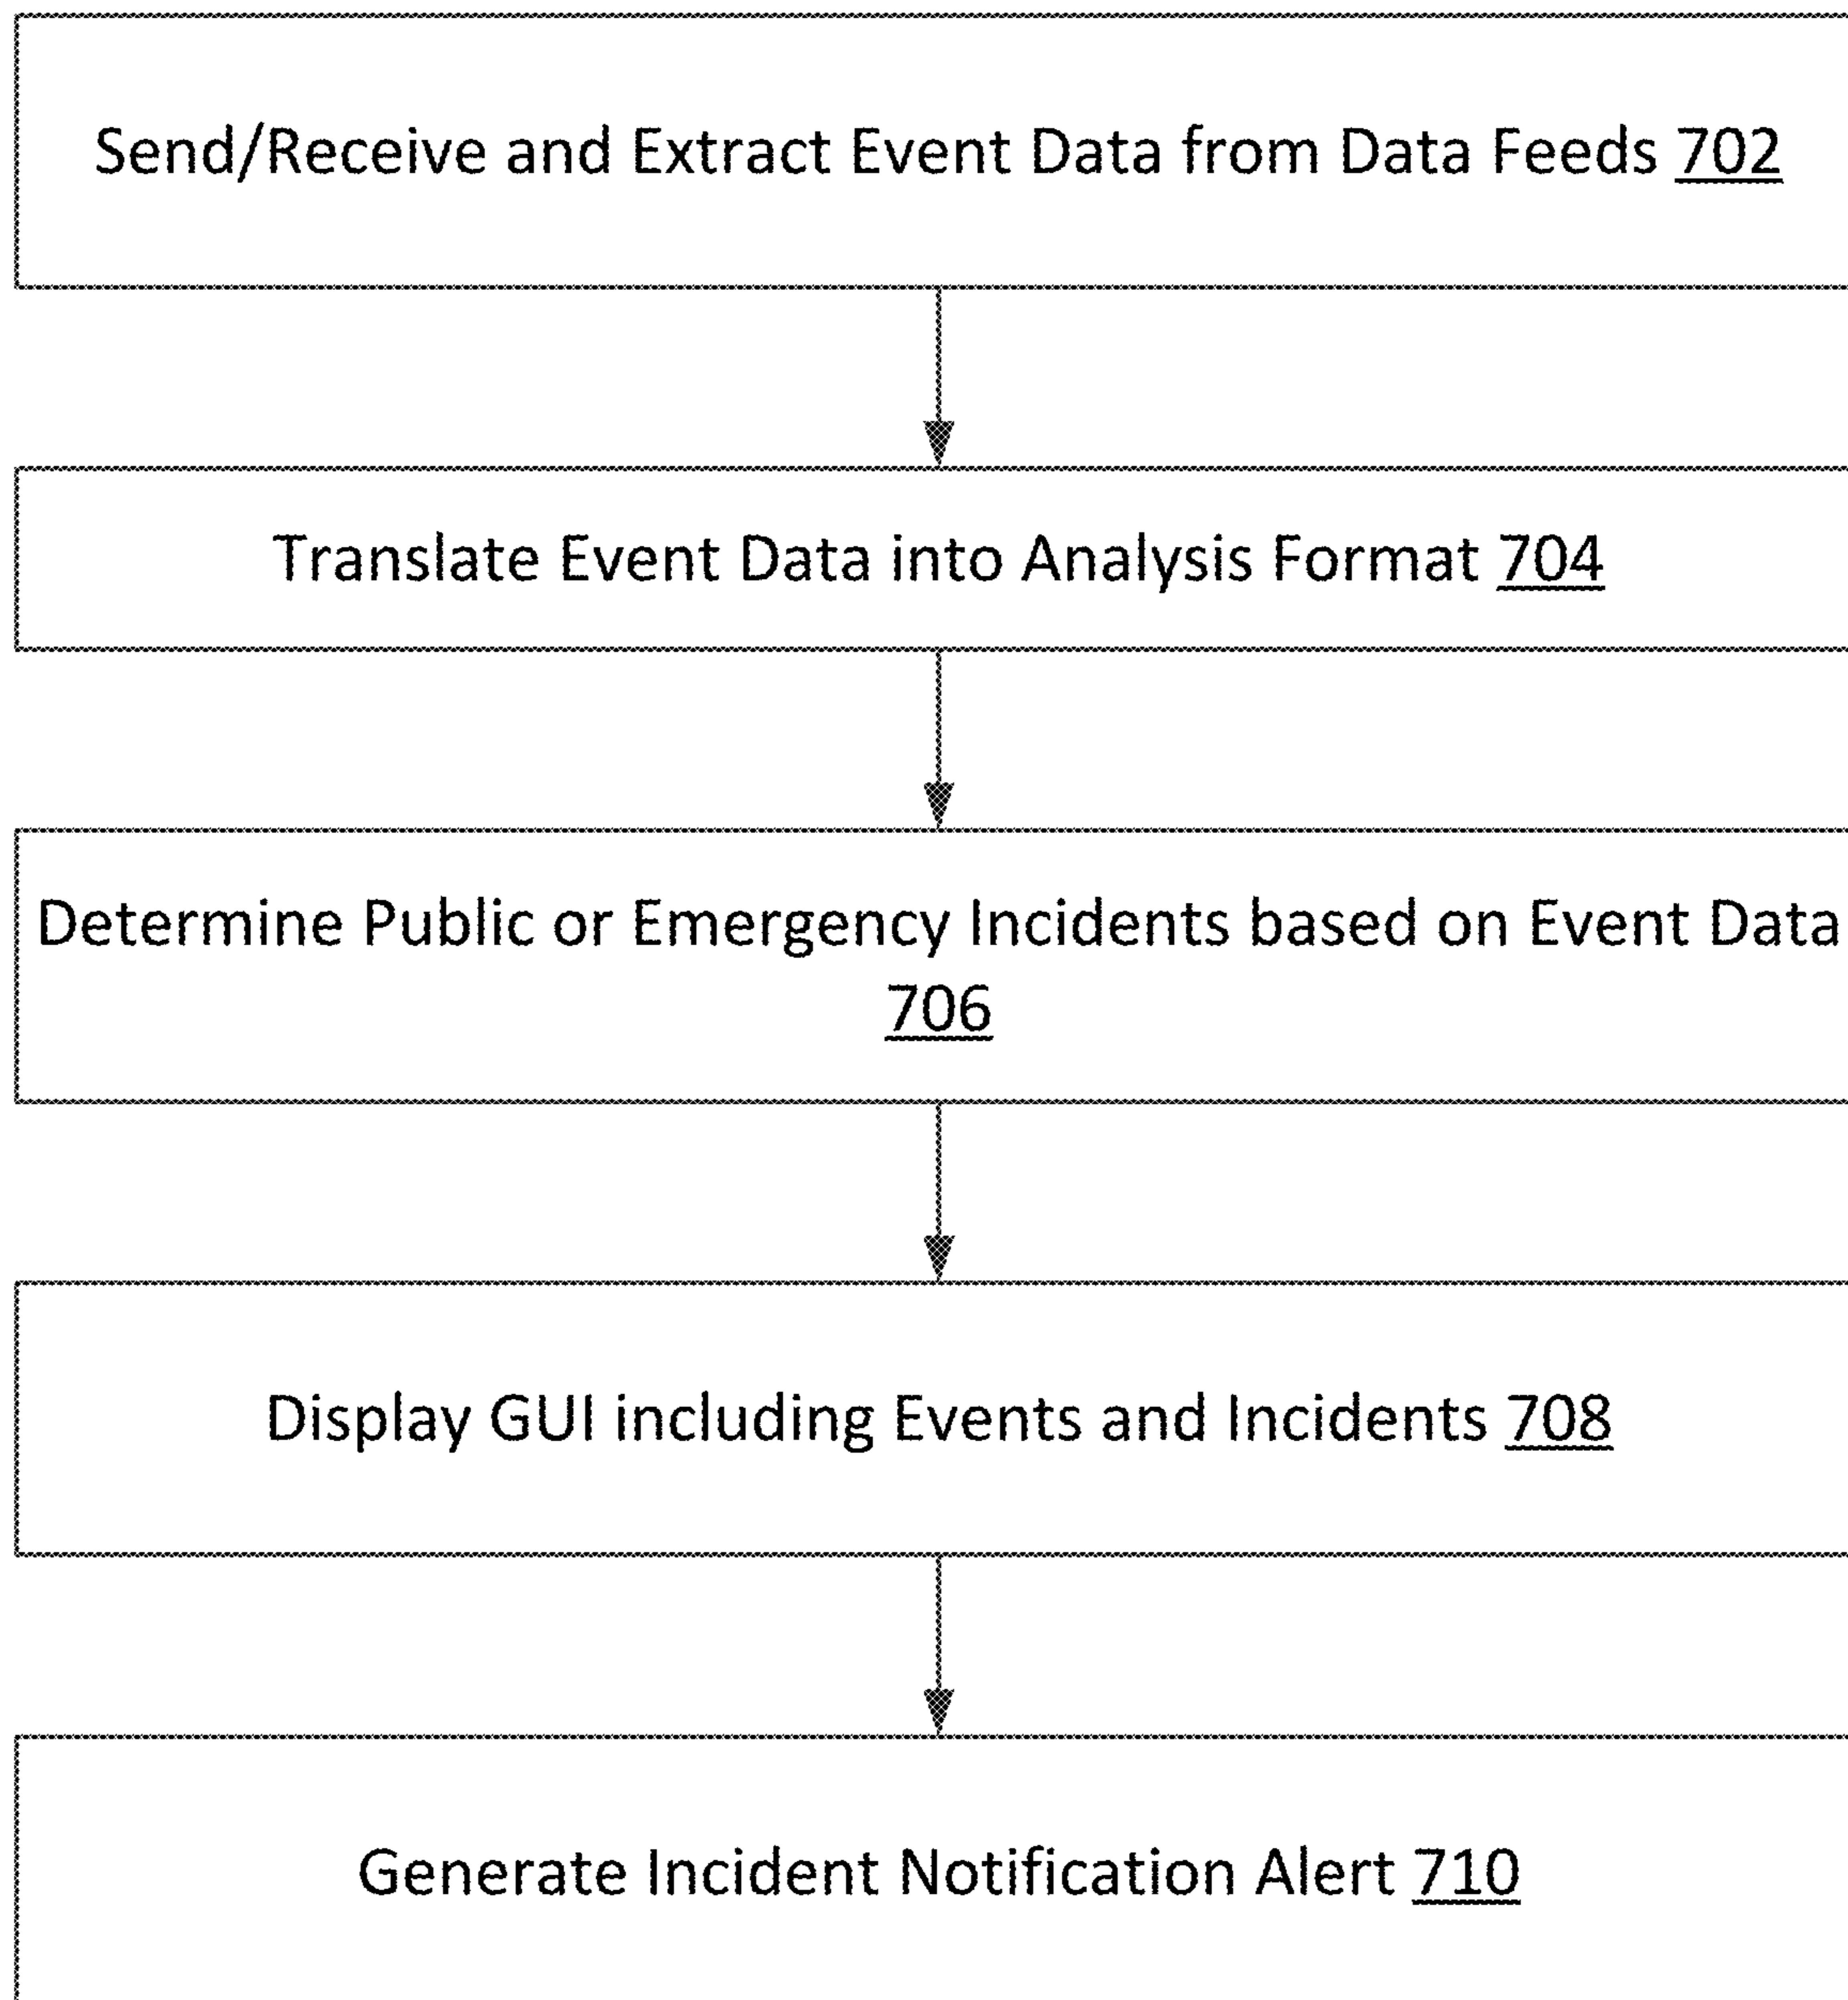 Send/Receive and Extract Event Data from Data Feeds 702
Translate Event Data into Analysis Format 704
Determine Public or Emergency Incidents based on Event Data
706
Display GUI including Events and Incidents 708
Generate Incident Notification Alert 710